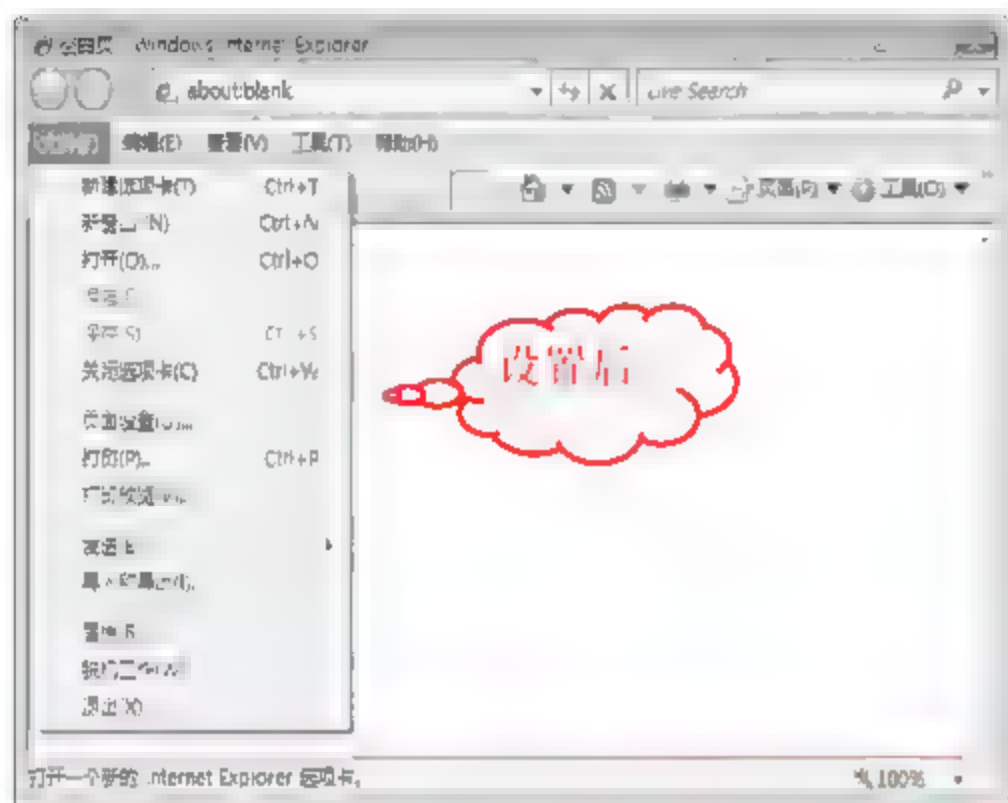 空白页 - Windows Internet Explorer
about:blank
Live Search
编辑(E) 查看(V) 工具(T) 帮助(H)
新建选项卡(T) Ctrl+T
新窗口(N) Ctrl+N
打开(O)... Ctrl+O
保存(S) Ctrl+S
关闭选项卡(C) Ctrl+W
页面设置(U)...
打印(P)... Ctrl+P
打印预览(V)...
发送(E)
导入和导出(I)...
属性(R)
脱机工作(W)
退出(X)
页面(P) 工具(O)
设置后
打开一个新的 Internet Explorer 选项卡。
100%